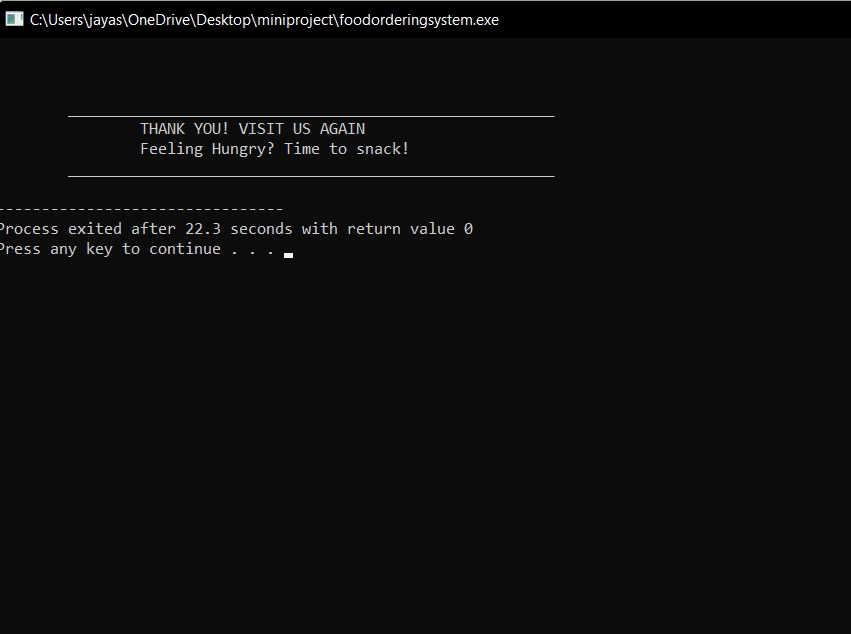 C:\Users\jayas\OneDrive\Desktop\miniproject\foodorderingsystem.exe
THANK YOU! VISIT US AGAIN
Feeling Hungry? Time to snack!
--------------------------------
Process exited after 22.3 seconds with return value 0
Press any key to continue . . .